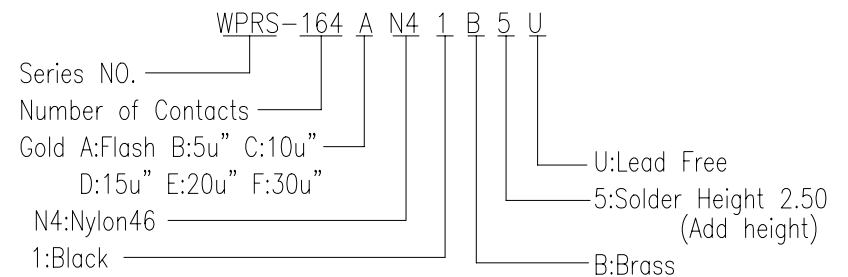 WPRS-164 A N4 1 B 5 U
Series NO.
Number of Contacts
Gold A:Flash B:5u" C:10u"
D:15u" E:20u" F:30u"
N4:Nylon46
1:Black
U:Lead Free
5:Solder Height 2.50
(Add height)
B:Brass